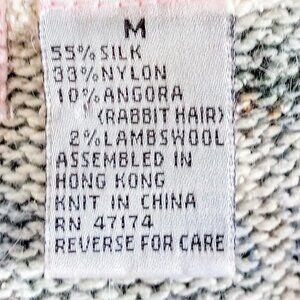 M
55% SILK
33% NYLON
10% ANGORA
(RABBIT HAIR)
2% LAMBSWOOL
ASSEMBLED IN
HONG KONG
KNIT IN CHINA
RN 47174
REVERSE FOR CARE